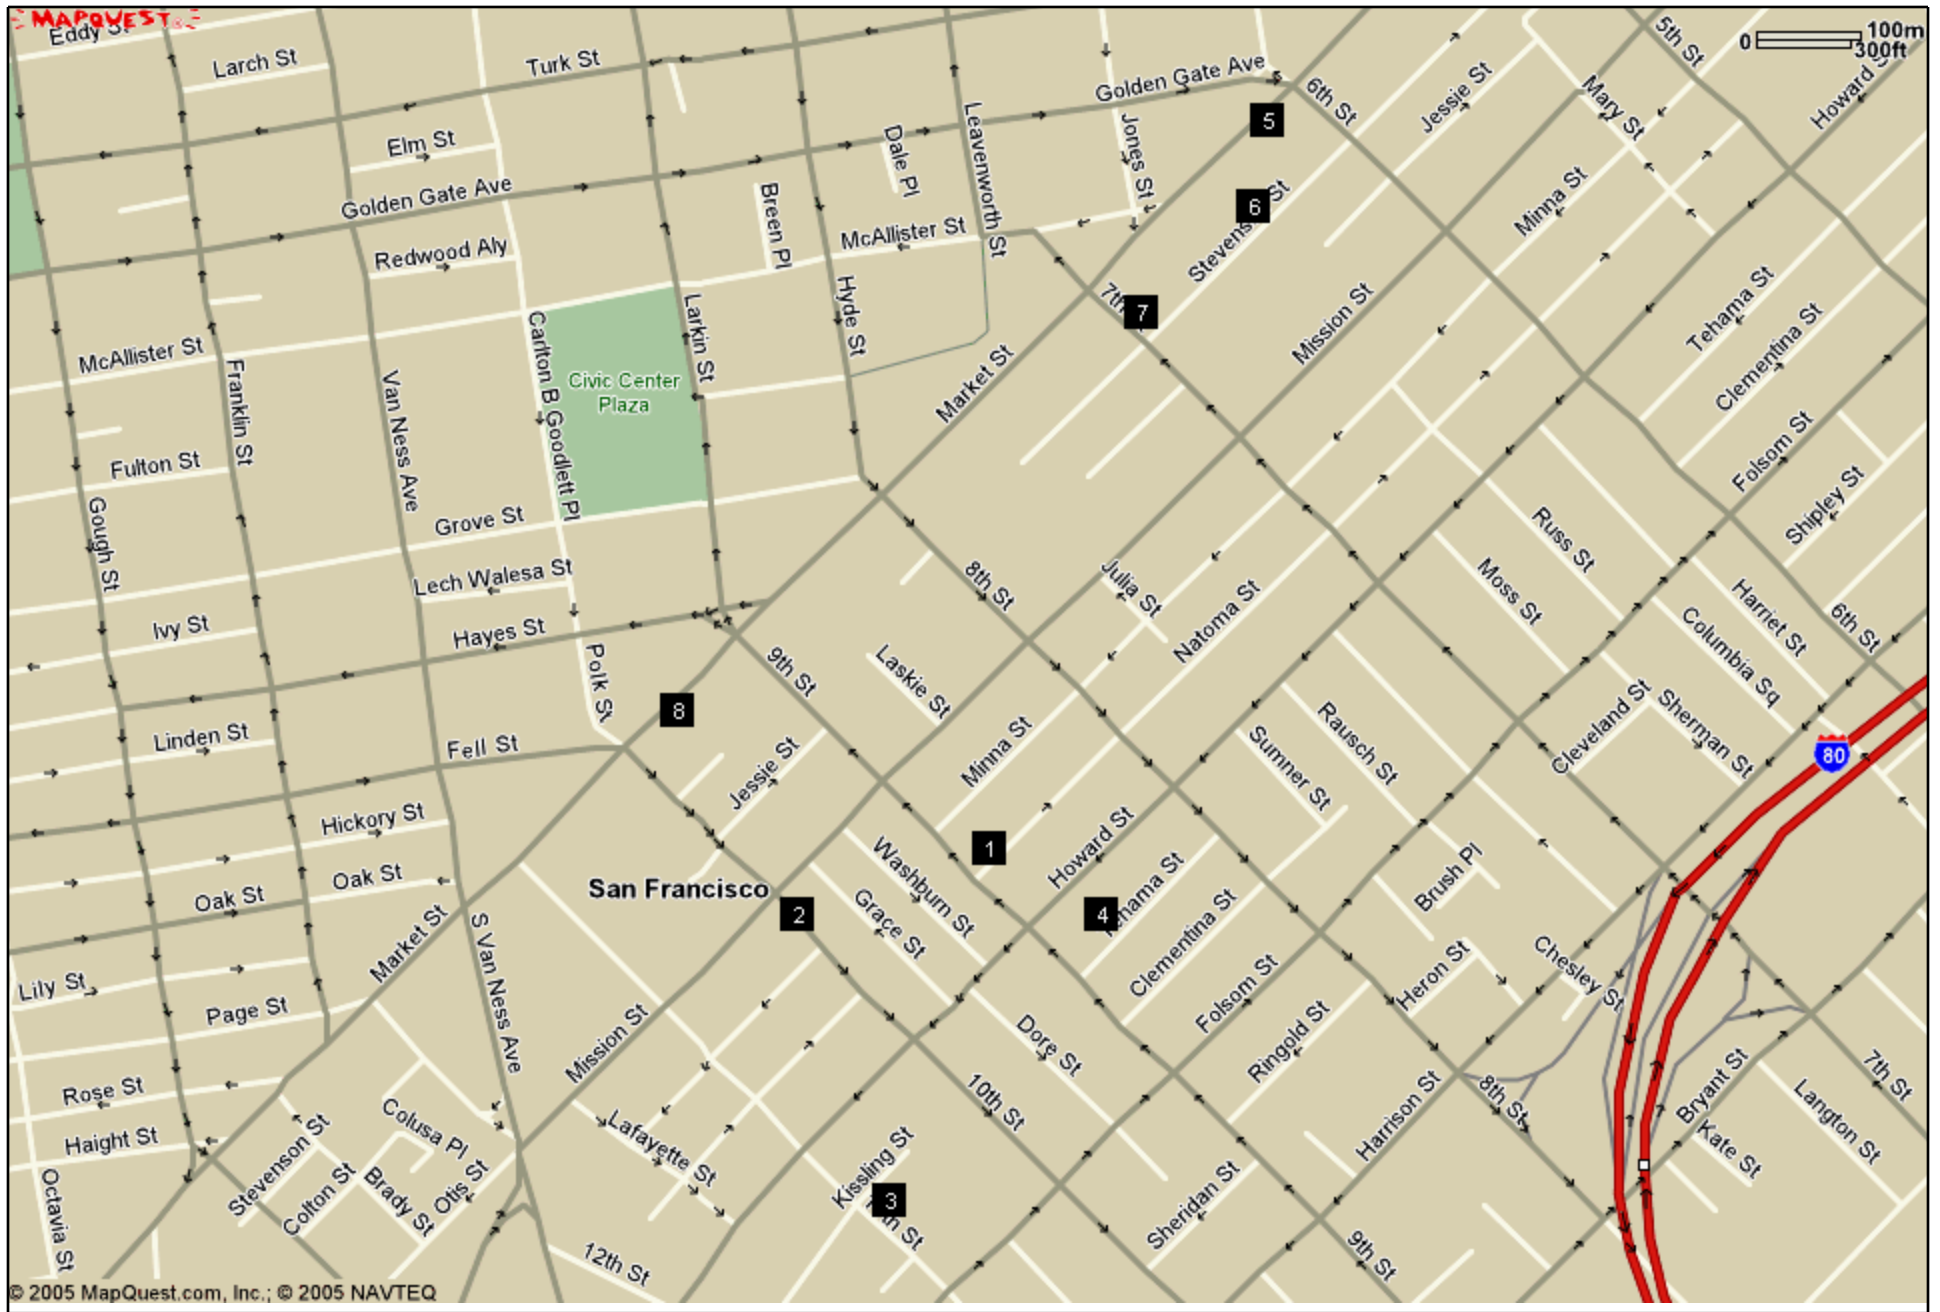 MAPQUEST
Eddy St
Larch St
Turk St
Golden Gate Ave
6th St
5th St
0
100m
300ft
Howard S
Jessie St
Mary St
Elm St
Dale Pl
Leavenworth St
Jones St
5
Golden Gate Ave
Breen Pl
McAllister St
6
Stevens St
Minna St
Redwood Aly
Hyde St
7th
7
Mission St
Tehama St
Clementina St
McAllister St
Franklin St
Van Ness Ave
Carlton B Goodlett Pl
Civic Center
Plaza
Larkin St
Market St
Folsom St
Shipley St
Fulton St
Gough St
Grove St
Lech Walesa St
8th St
Julia St
Natoma St
Russ St
Moss St
Harriet St
Columbia Sq
6th St
Ivy St
Hayes St
Polk St
9th St
Laskie St
8
Linden St
Fell St
Jessie St
Minna St
Sumner St
Rausch St
Cleveland St
Sherman St
80
Hickory St
Oak St
Oak St
San Francisco
2
Washburn St
Grace St
1
Howard St
4
hama St
Clementina St
Brush Pl
Market St
S Van Ness Ave
Lily St
Page St
Mission St
Dore St
Folsom St
Ringold St
Heron St
Chesley St
Rose St
Haight St
Octavia St
Stevenson St
Colton St
Colusa Pl
Brady St
Otis St
Lafayette St
10th St
Kissling St
3
th St
12th St
Sheridan St
9th St
Harrison St
8th St
Bryant St
Kate St
Langton St
7th St
© 2005 MapQuest.com, Inc.; © 2005 NAVTEQ